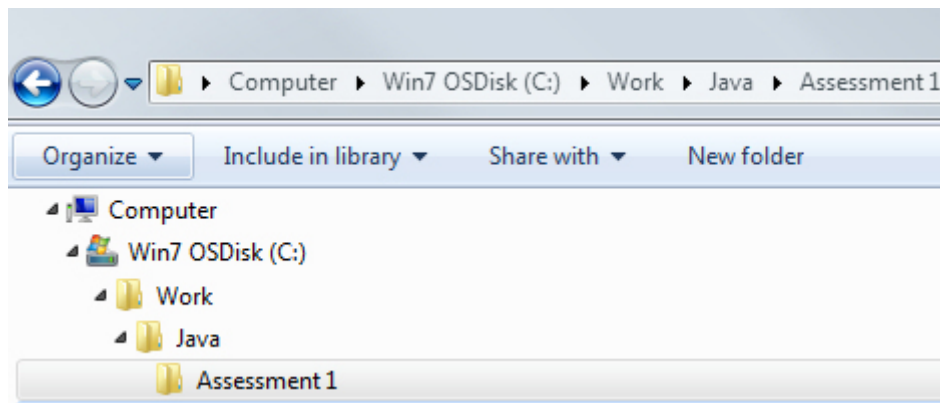 Computer Win7 OSDisk (C:) Work Java Assessment 1
Organize Include in library Share with New folder
Computer
Win7 OSDisk (C:)
Work
Java
Assessment 1